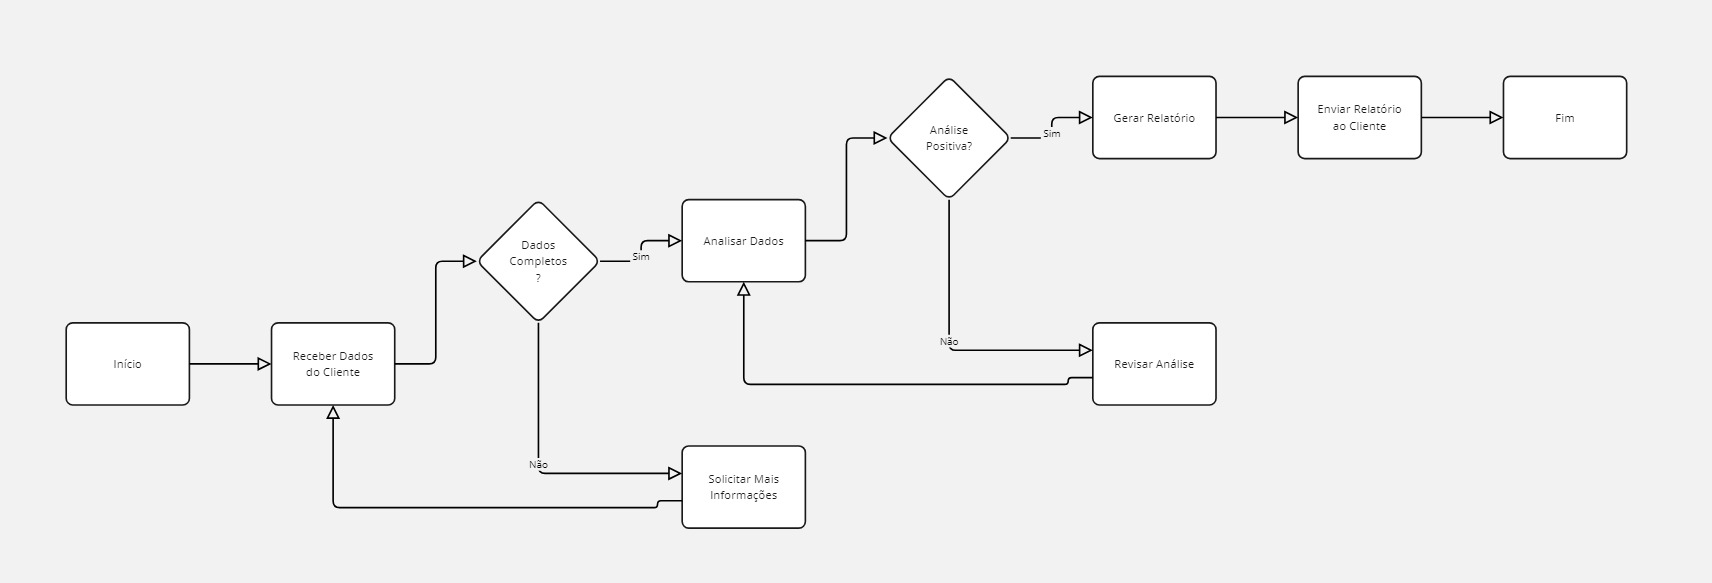 Início
Receber Dados
do Cliente
Dados
Completos
?
Sim
Não
Solicitar Mais
Informações
Analisar Dados
Análise
Positiva?
Sim
Não
Revisar Análise
Gerar Relatório
Enviar Relatório
ao Cliente
Fim